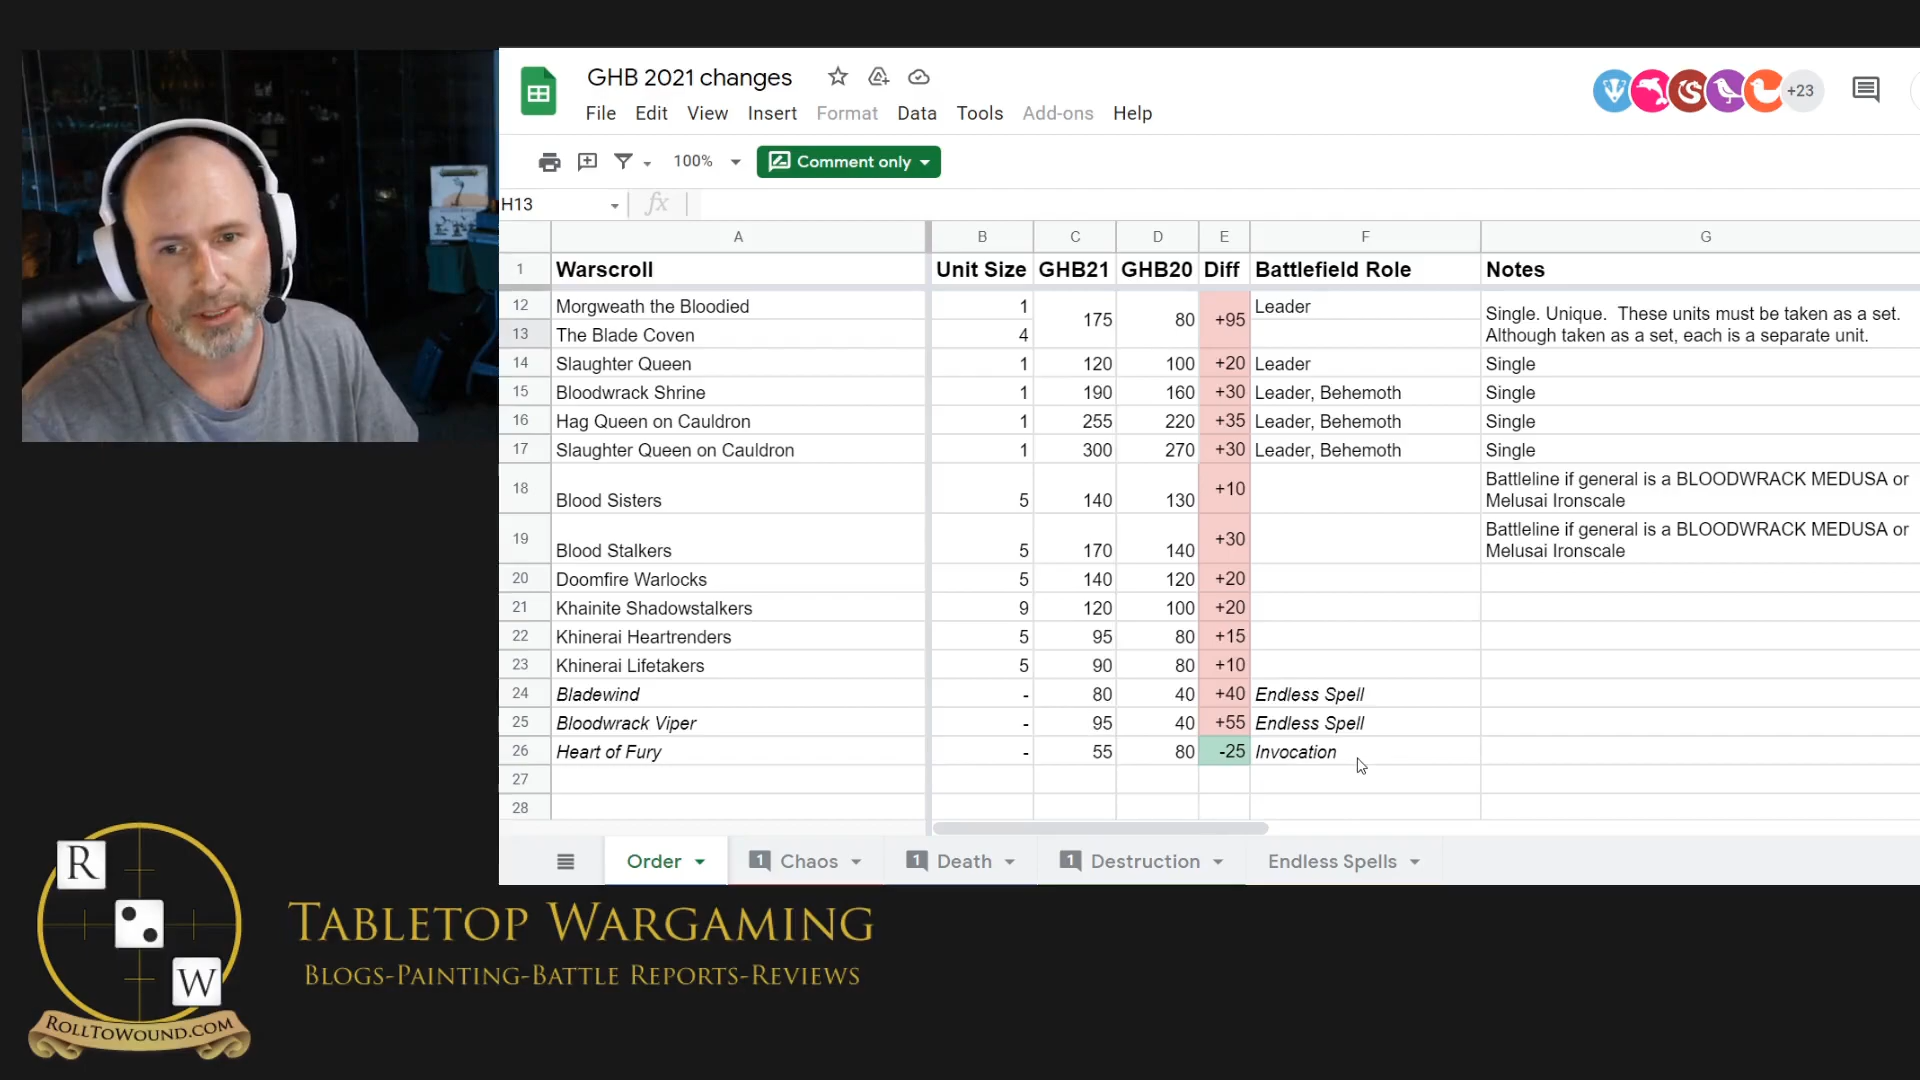 GHB 2021 changes
+23
File Edit View Insert Format Data Tools Add-ons Help
100% Comment only
H13 fx
A B C D E F G
1 Warscroll Unit Size GHB21 GHB20 Diff Battlefield Role Notes
12 Morgweath the Bloodied 1 175 80 +95 Leader Single. Unique. These units must be taken as a set.
13 The Blade Coven 4 Although taken as a set, each is a separate unit.
14 Slaughter Queen 1 120 100 +20 Leader Single
15 Bloodwrack Shrine 1 190 160 +30 Leader, Behemoth Single
16 Hag Queen on Cauldron 1 255 220 +35 Leader, Behemoth Single
17 Slaughter Queen on Cauldron 1 300 270 +30 Leader, Behemoth Single
18 Blood Sisters 5 140 130 +10 Battleline if general is a BLOODWRACK MEDUSA or
Melusai Ironscale
19 Blood Stalkers 5 170 140 +30 Battleline if general is a BLOODWRACK MEDUSA or
Melusai Ironscale
20 Doomfire Warlocks 5 140 120 +20
21 Khainite Shadowstalkers 9 120 100 +20
22 Khinerai Heartrenders 5 95 80 +15
23 Khinerai Lifetakers 5 90 80 +10
24 Bladewind - 80 40 +40 Endless Spell
25 Bloodwrack Viper - 95 40 +55 Endless Spell
26 Heart of Fury - 55 80 -25 Invocation
27
28
Order 1 Chaos 1 Death 1 Destruction Endless Spells
R
W
RollToWound.com
Tabletop Wargaming
Blogs-Painting-Battle Reports-Reviews